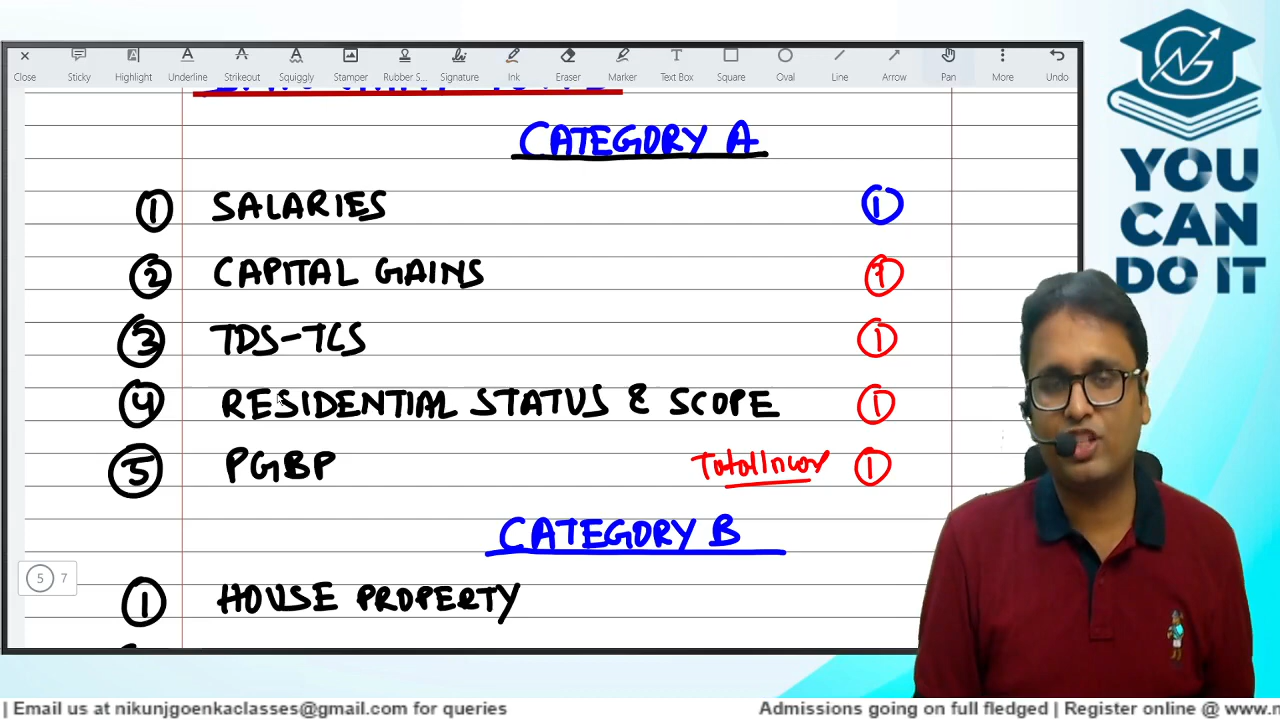 Close Sticky Highlight Underline Strikeout Squiggly Stamper Rubber S... Signature Ink Eraser Marker Text Box Square Oval Line Arrow Pan More Undo
CATEGORY A
① SALARIES ①
② CAPITAL GAINS ①
③ TDS-TCS ①
④ RESIDENTIAL STATUS & SCOPE ①
⑤ PGBP ①
CATEGORY B
5 7
① HOUSE PROPERTY
YOU
CAN
DO IT
| Email us at nikunjgoenkaclasses@gmail.com for queries
Admissions going on full fledged | Register online @ www.n